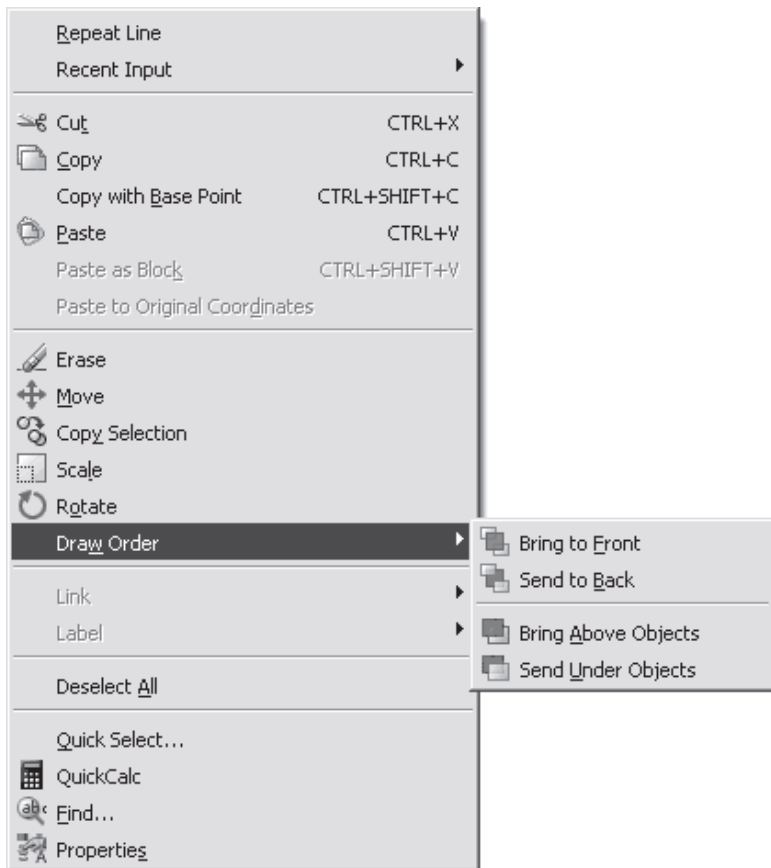 Repeat Line
Recent Input
Cut CTRL+X
Copy CTRL+C
Copy with Base Point CTRL+SHIFT+C
Paste CTRL+V
Paste as Block CTRL+SHIFT+V
Paste to Original Coordinates
Erase
Move
Copy Selection
Scale
Rotate
Draw Order
Bring to Front
Send to Back
Bring Above Objects
Send Under Objects
Link
Label
Deselect All
Quick Select...
QuickCalc
Find...
Properties